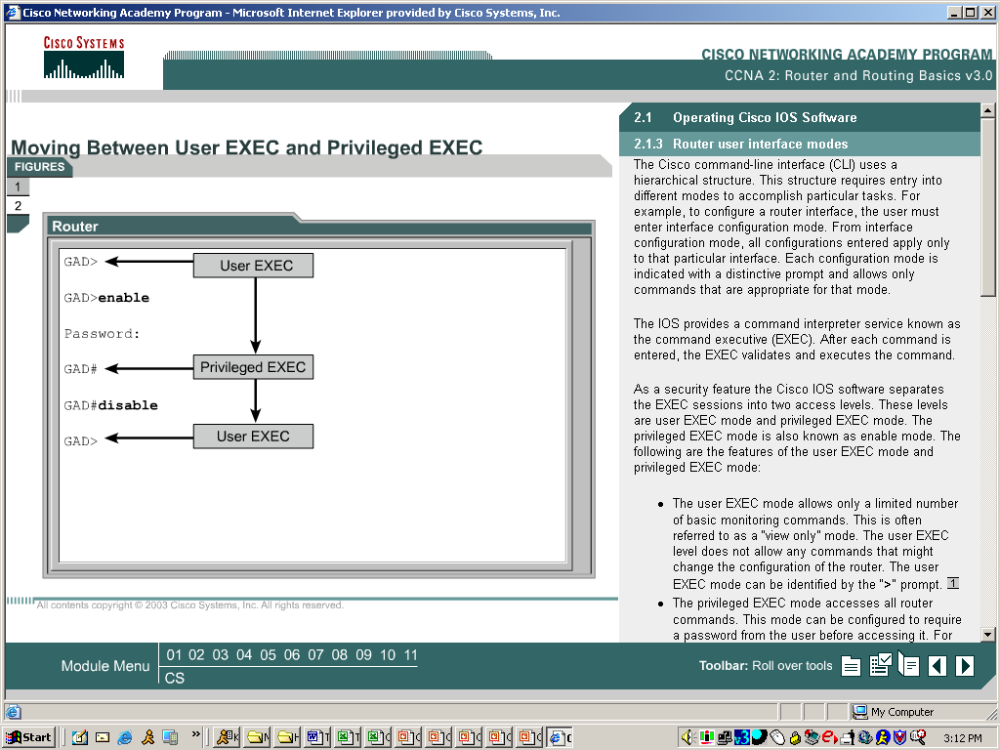 Cisco Networking Academy Program - Microsoft Internet Explorer provided by Cisco Systems, Inc.
CISCO SYSTEMS
CISCO NETWORKING ACADEMY PROGRAM
CCNA 2: Router and Routing Basics v3.0
Moving Between User EXEC and Privileged EXEC
FIGURES
1
2
Router
GAD>
User EXEC
GAD>enable
Password:
GAD#
Privileged EXEC
GAD#disable
GAD>
User EXEC
All contents copyright © 2003 Cisco Systems, Inc. All rights reserved.
2.1 Operating Cisco IOS Software
2.1.3 Router user interface modes
The Cisco command-line interface (CLI) uses a
hierarchical structure. This structure requires entry into
different modes to accomplish particular tasks. For
example, to configure a router interface, the user must
enter interface configuration mode. From interface
configuration mode, all configurations entered apply only
to that particular interface. Each configuration mode is
indicated with a distinctive prompt and allows only
commands that are appropriate for that mode.
The IOS provides a command interpreter service known as
the command executive (EXEC). After each command is
entered, the EXEC validates and executes the command.
As a security feature the Cisco IOS software separates
the EXEC sessions into two access levels. These levels
are user EXEC mode and privileged EXEC mode. The
privileged EXEC mode is also known as enable mode. The
following are the features of the user EXEC mode and
privileged EXEC mode:
• The user EXEC mode allows only a limited number
of basic monitoring commands. This is often
referred to as a "view only" mode. The user EXEC
level does not allow any commands that might
change the configuration of the router. The user
EXEC mode can be identified by the ">" prompt. 1
• The privileged EXEC mode accesses all router
commands. This mode can be configured to require
a password from the user before accessing it. For
Module Menu
01 02 03 04 05 06 07 08 09 10 11
CS
Toolbar: Roll over tools
My Computer
Start
3:12 PM